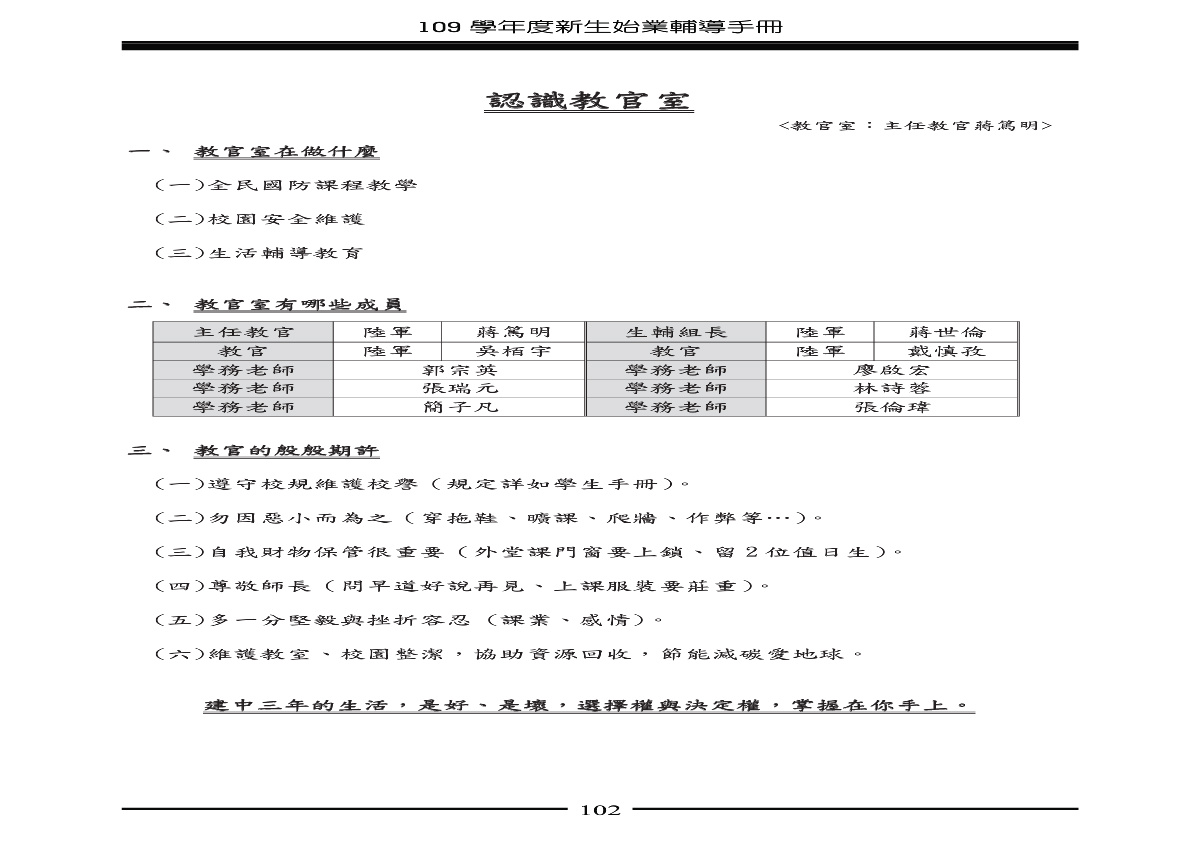 109 學年度新生始業輔導手冊
認識教官室
<教官室：主任教官蔣篤明>
一、 教官室在做什麼
(一)全民國防課程教學
(二)校園安全維護
(三)生活輔導教育
二、 教官室有哪些成員
主任教官 陸軍 蔣篤明 生輔組長 陸軍 蔣世倫
教官 陸軍 吳栢宇 教官 陸軍 戴慎孜
學務老師 郭宗英 學務老師 廖啟宏
學務老師 張瑞元 學務老師 林詩蓉
學務老師 簡子凡 學務老師 張倫瑋
三、 教官的殷殷期許
(一)遵守校規維護校譽（規定詳如學生手冊）。
(二)勿因惡小而為之（穿拖鞋、曠課、爬牆、作弊等…）。
(三)自我財物保管很重要（外堂課門窗要上鎖、留 2 位值日生）。
(四)尊敬師長（問早道好說再見、上課服裝要莊重）。
(五)多一分堅毅與挫折容忍（課業、感情）。
(六)維護教室、校園整潔，協助資源回收，節能減碳愛地球。
建中三年的生活，是好、是壞，選擇權與決定權，掌握在你手上。
102